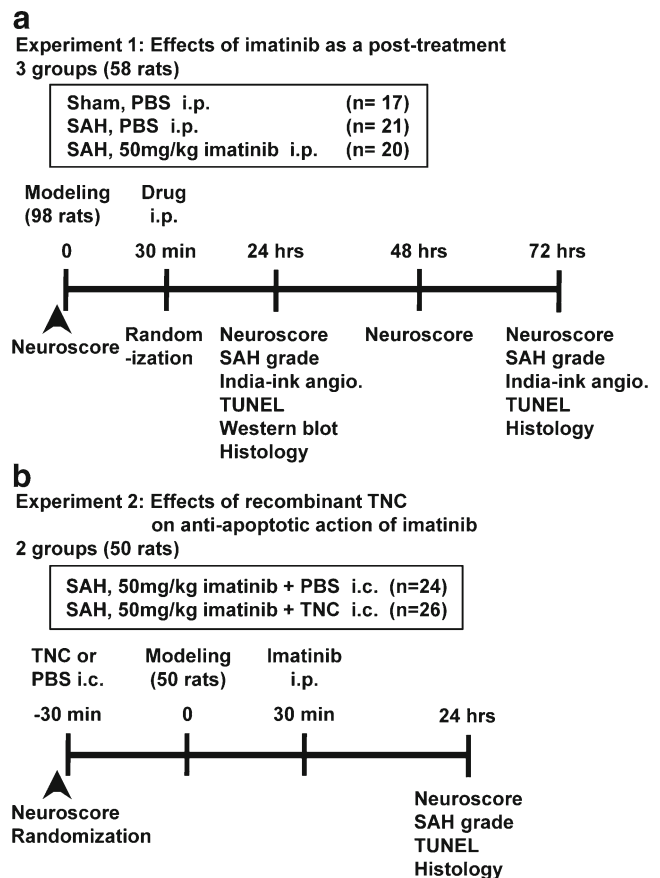 a
Experiment 1: Effects of imatinib as a post-treatment
3 groups (58 rats)
Sham, PBS i.p. (n= 17)
SAH, PBS i.p. (n= 21)
SAH, 50mg/kg imatinib i.p. (n= 20)
Modeling Drug
(98 rats) i.p.
0 30 min 24 hrs 48 hrs 72 hrs
Neuroscore
Random
-ization
Neuroscore
SAH grade
India-ink angio.
TUNEL
Western blot
Histology
Neuroscore
Neuroscore
SAH grade
India-ink angio.
TUNEL
Histology
b
Experiment 2: Effects of recombinant TNC
on anti-apoptotic action of imatinib
2 groups (50 rats)
SAH, 50mg/kg imatinib + PBS i.c. (n=24)
SAH, 50mg/kg imatinib + TNC i.c. (n=26)
TNC or Modeling Imatinib
PBS i.c. (50 rats) i.p.
-30 min 0 30 min 24 hrs
Neuroscore
Randomization
Neuroscore
SAH grade
TUNEL
Histology